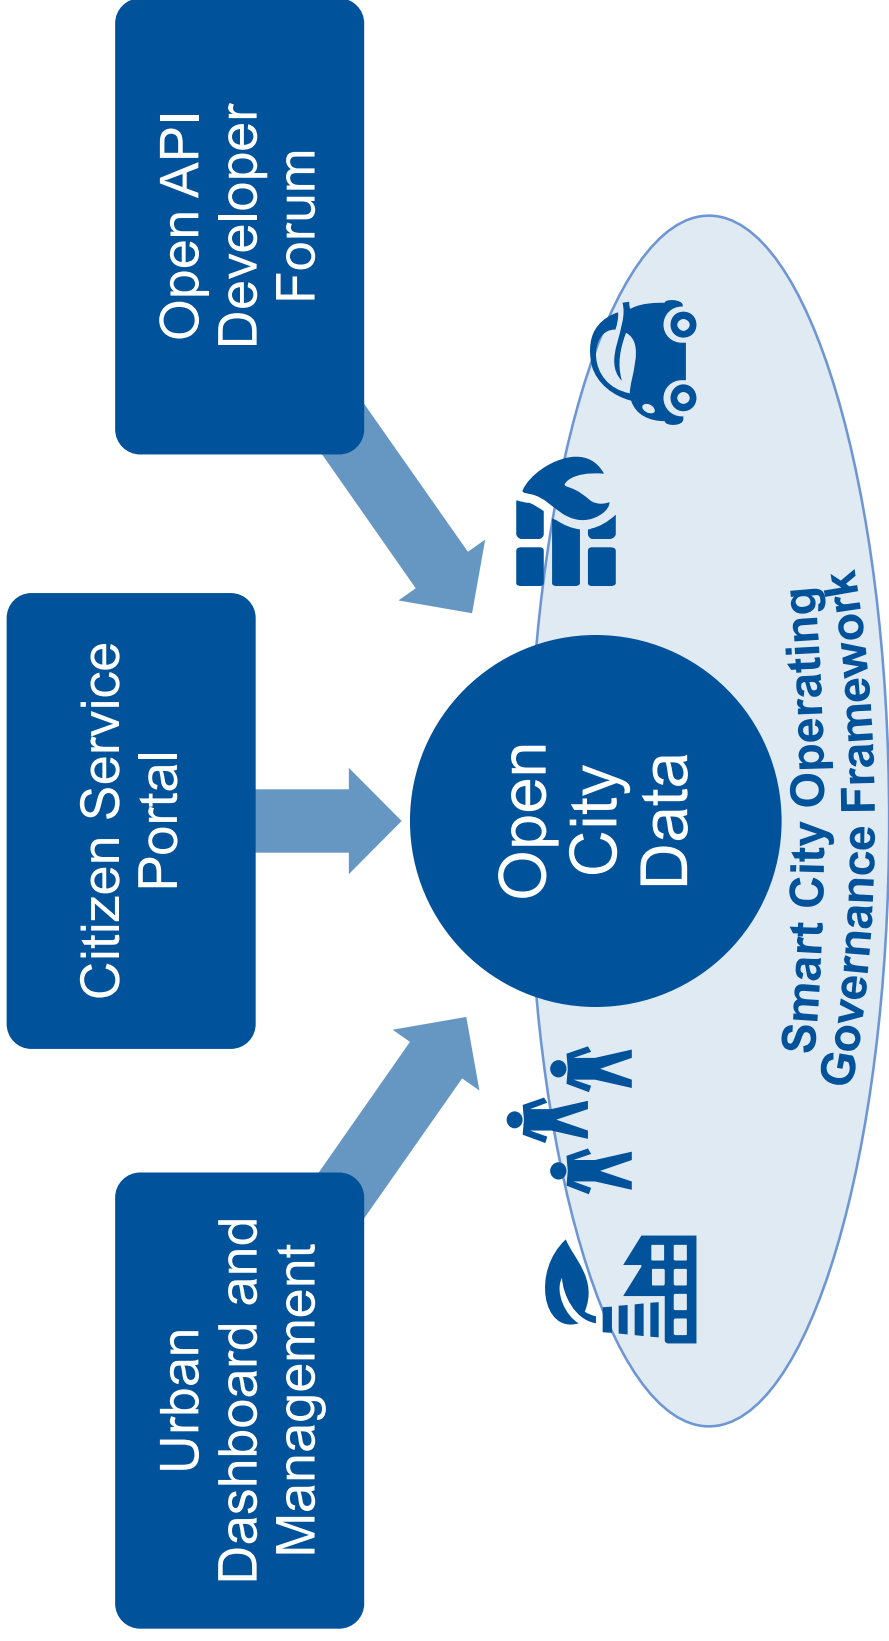 Urban
Dashboard and
Management
Citizen Service
Portal
Open API
Developer
Forum
Open
City
Data
Smart City Operating
Governance Framework